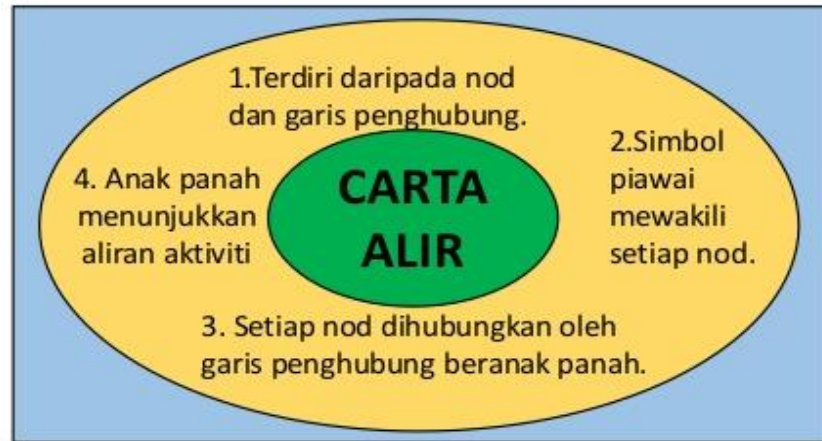 1.Terdiri daripada nod
dan garis penghubung.
2.Simbol
piawai
mewakili
setiap nod.
4. Anak panah
menunjukkan
aliran aktiviti
CARTA
ALIR
3. Setiap nod dihubungkan oleh
garis penghubung beranak panah.